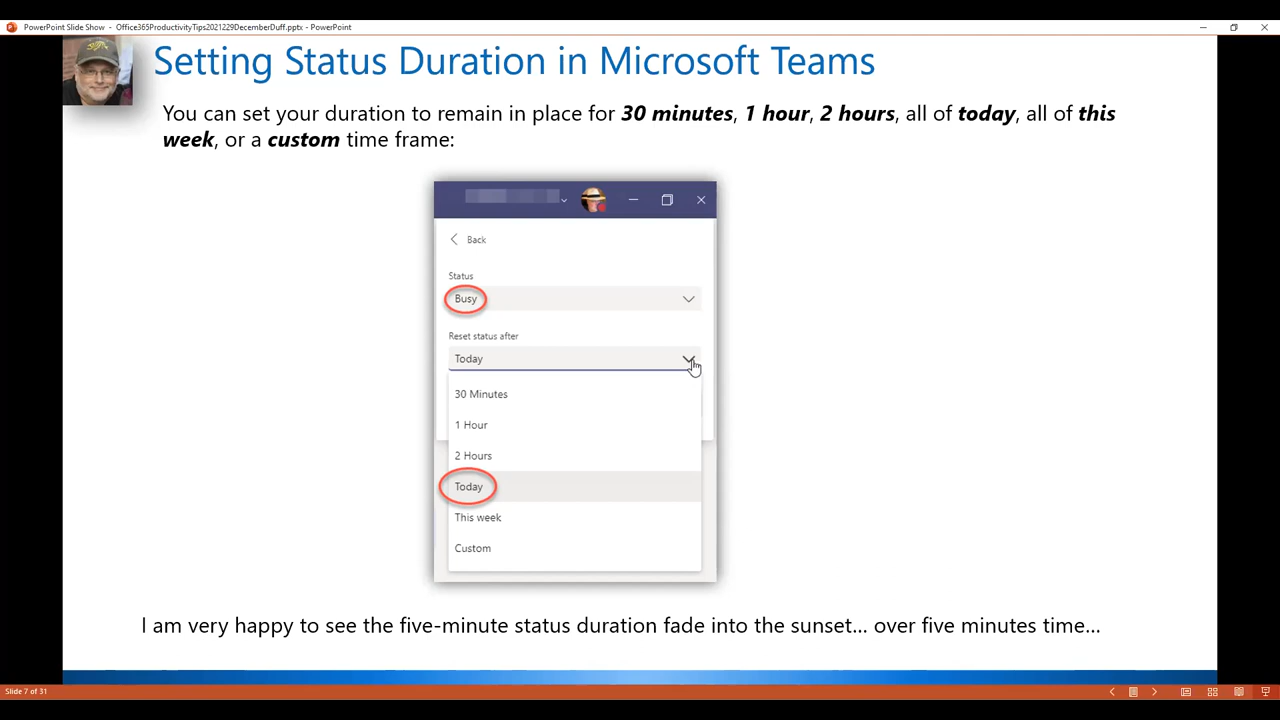 PowerPoint Slide Show - Office365ProductivityTips2021229DecemberDuff.pptx - PowerPoint
Setting Status Duration in Microsoft Teams
You can set your duration to remain in place for 30 minutes, 1 hour, 2 hours, all of today, all of this
week, or a custom time frame:
Back
Status
Busy
Reset status after
Today
30 Minutes
1 Hour
2 Hours
Today
This week
Custom
I am very happy to see the five-minute status duration fade into the sunset... over five minutes time...
Slide 7 of 31